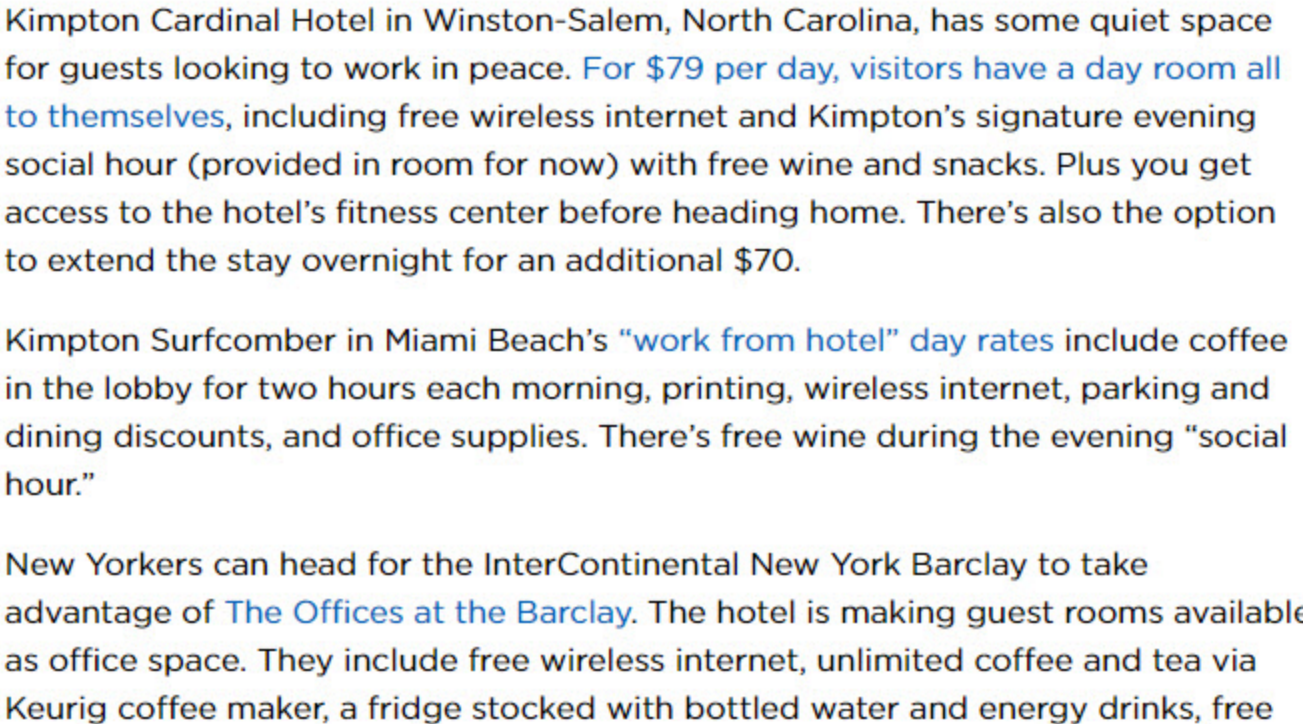 Kimpton Cardinal Hotel in Winston-Salem, North Carolina, has some quiet space
for guests looking to work in peace. For $79 per day, visitors have a day room all
to themselves, including free wireless internet and Kimpton’s signature evening
social hour (provided in room for now) with free wine and snacks. Plus you get
access to the hotel’s fitness center before heading home. There’s also the option
to extend the stay overnight for an additional $70.
Kimpton Surfcomber in Miami Beach’s “work from hotel” day rates include coffee
in the lobby for two hours each morning, printing, wireless internet, parking and
dining discounts, and office supplies. There’s free wine during the evening “social
hour.”
New Yorkers can head for the InterContinental New York Barclay to take
advantage of The Offices at the Barclay. The hotel is making guest rooms available
as office space. They include free wireless internet, unlimited coffee and tea via
Keurig coffee maker, a fridge stocked with bottled water and energy drinks, free